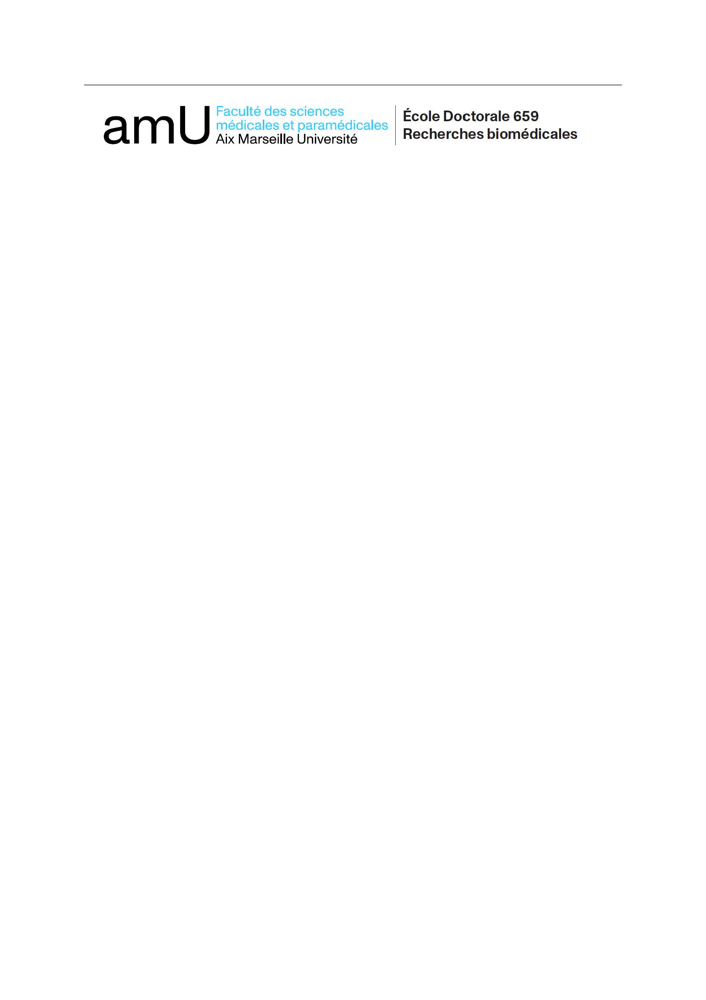 amU
Faculté des sciences
médicales et paramédicales
Aix Marseille Université
École Doctorale 659
Recherches biomédicales